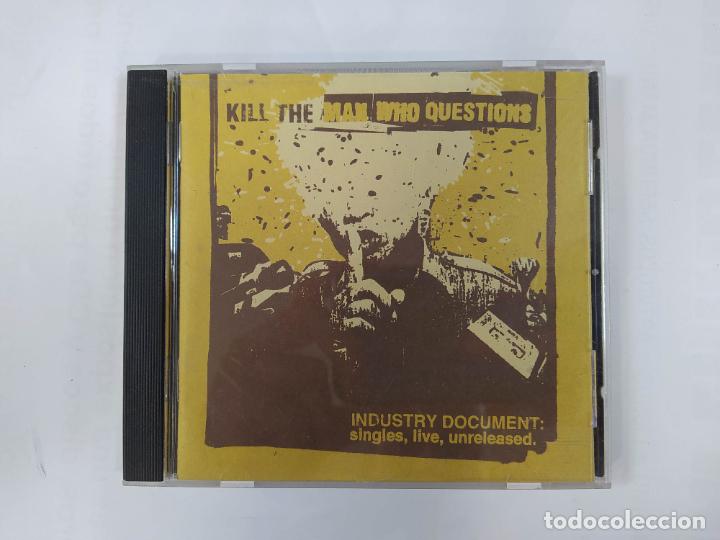 KILL THE MAN WHO QUESTIONS
INDUSTRY DOCUMENT:
singles, live, unreleased.
todocoleccion